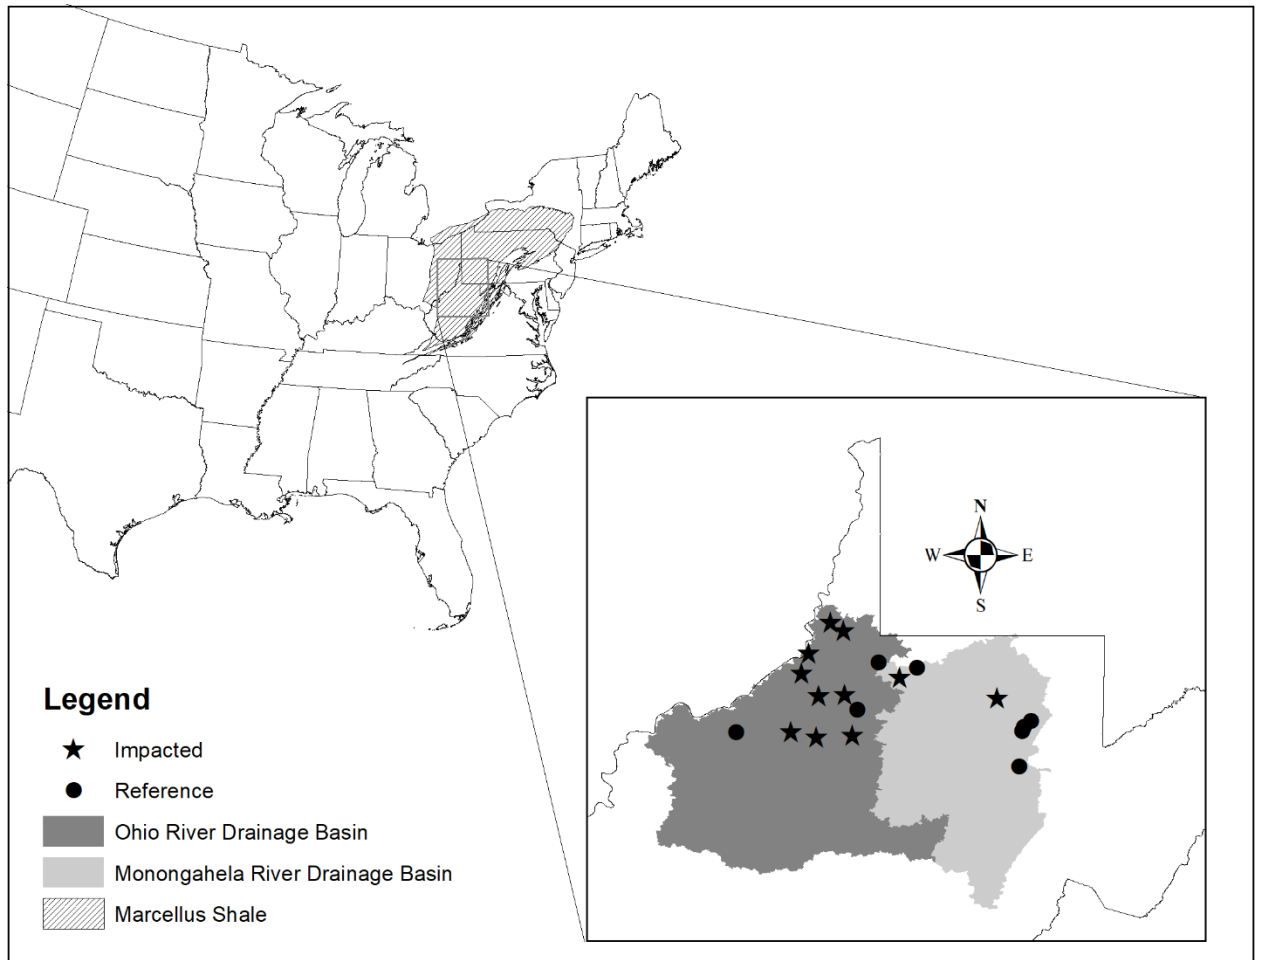 N
W E
S
Legend
Impacted
Reference
Ohio River Drainage Basin
Monongahela River Drainage Basin
Marcellus Shale